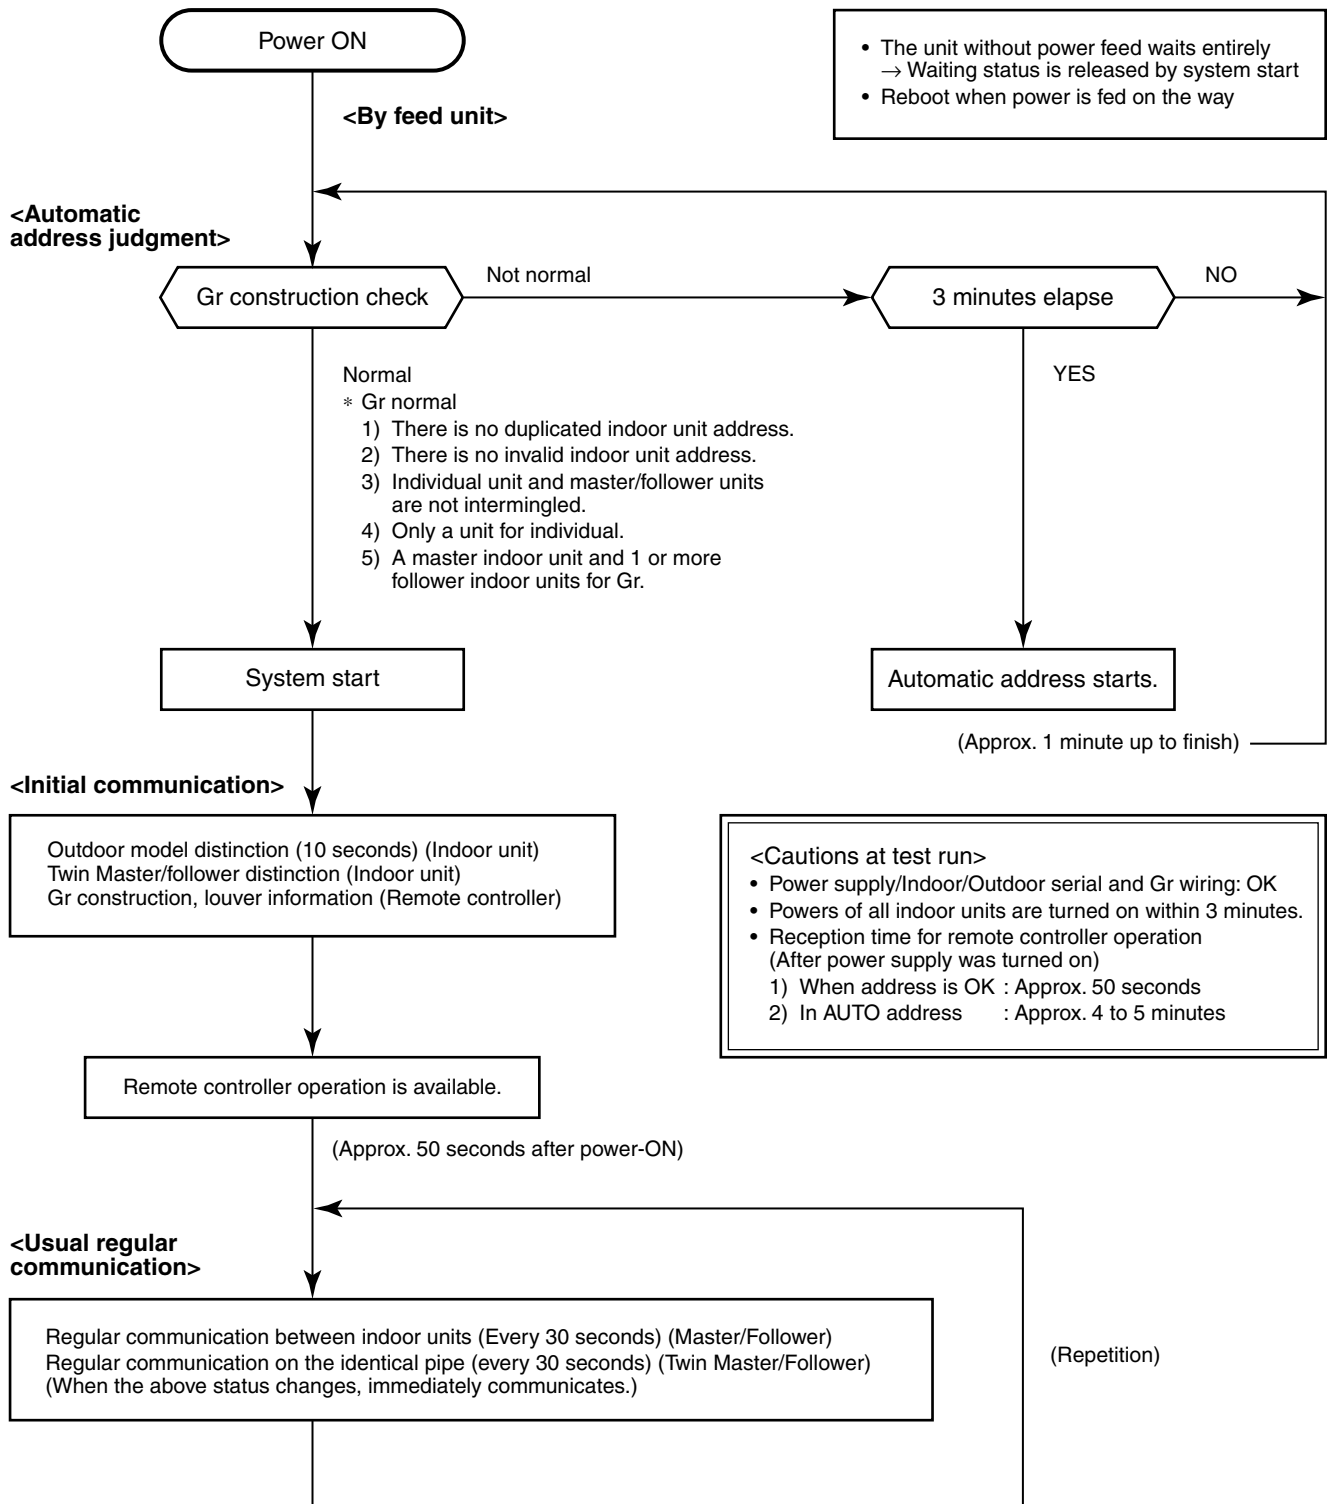 Power ON
• The unit without power feed waits entirely
→ Waiting status is released by system start
• Reboot when power is fed on the way
<By feed unit>
<Automatic
address judgment>
Gr construction check
Not normal
3 minutes elapse
NO
Normal
* Gr normal
1) There is no duplicated indoor unit address.
2) There is no invalid indoor unit address.
3) Individual unit and master/follower units
are not intermingled.
4) Only a unit for individual.
5) A master indoor unit and 1 or more
follower indoor units for Gr.
YES
System start
Automatic address starts.
(Approx. 1 minute up to finish)
<Initial communication>
Outdoor model distinction (10 seconds) (Indoor unit)
Twin Master/follower distinction (Indoor unit)
Gr construction, louver information (Remote controller)
<Cautions at test run>
• Power supply/Indoor/Outdoor serial and Gr wiring: OK
• Powers of all indoor units are turned on within 3 minutes.
• Reception time for remote controller operation
(After power supply was turned on)
1) When address is OK : Approx. 50 seconds
2) In AUTO address : Approx. 4 to 5 minutes
Remote controller operation is available.
(Approx. 50 seconds after power-ON)
<Usual regular
communication>
Regular communication between indoor units (Every 30 seconds) (Master/Follower)
Regular communication on the identical pipe (every 30 seconds) (Twin Master/Follower)
(When the above status changes, immediately communicates.)
(Repetition)